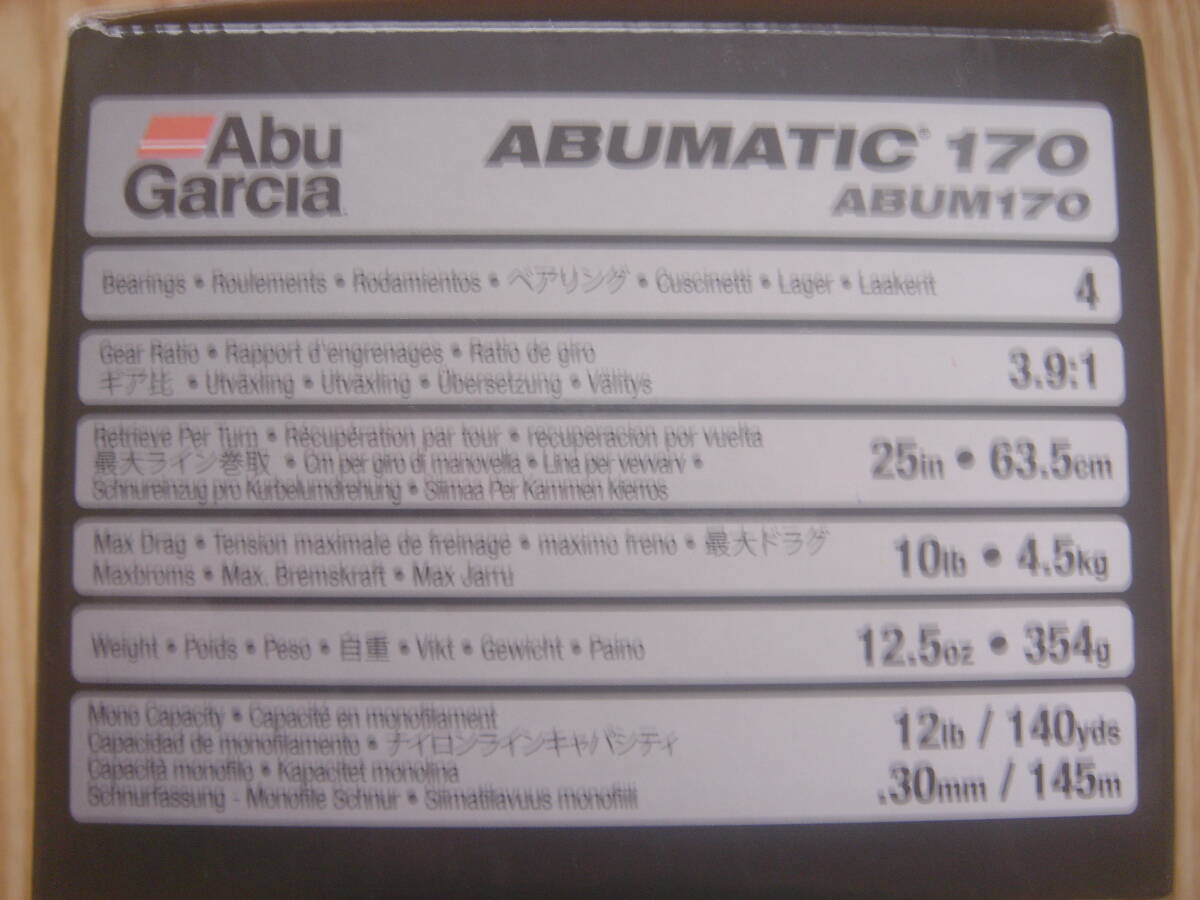 Abu
Garcia
ABUMATIC® 170
ABUM170
Bearings • Roulements • Rodamientos • ベアリング • Cuscinetti • Lager • Laakerit 4
Gear Ratio • Rapport d'engrenages • Ratio de giro
ギア比 • Utväxling • Utväxling • Übersetzung • Välitys
3.9:1
Retrieve Per Turn • Récupération par tour • recuperacion por vuelta
最大ライン巻取 • Cm per giro di manovella • Lina per vevvarv •
Schnureinzug pro Kurbelumdrehung • Siimaa Per Kammen kierros
25in • 63.5cm
Max Drag • Tension maximale de freinage • maximo freno • 最大ドラグ
Maxbroms • Max. Bremskraft • Max Jarru
10lb • 4.5kg
Weight • Poids • Peso • 自重 • Vikt • Gewicht • Paino 12.5oz • 354g
Mono Capacity • Capacité en monofilament
Capacidad de monofilamento • ナイロンラインキャパシティ
Capacità monofilo • Kapacitet monolina
Schnurfassung - Monofile Schnur • Siimatilavuus monofiili
12lb / 140yds
.30mm / 145m